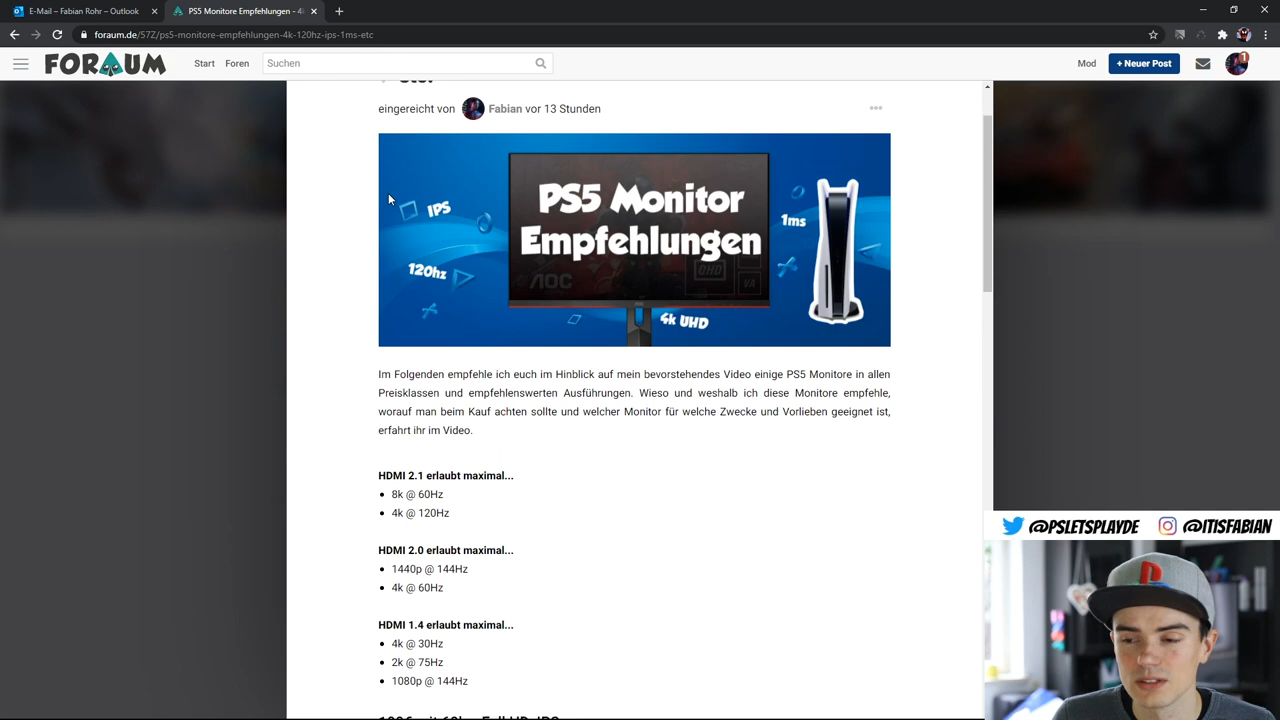 E-Mail – Fabian Rohr – Outlook
PS5 Monitore Empfehlungen - 4k
foraum.de/57Z/ps5-monitore-empfehlungen-4k-120hz-ips-1ms-etc
FORAUM
Start
Foren
Suchen
Mod
+ Neuer Post
eingereicht von Fabian vor 13 Stunden
IPS
PS5 Monitor
Empfehlungen
1ms
120hz
QHD
AOC
VA
4k UHD
Im Folgenden empfehle ich euch im Hinblick auf mein bevorstehendes Video einige PS5 Monitore in allen
Preisklassen und empfehlenswerten Ausführungen. Wieso und weshalb ich diese Monitore empfehle,
worauf man beim Kauf achten sollte und welcher Monitor für welche Zwecke und Vorlieben geeignet ist,
erfahrt ihr im Video.
HDMI 2.1 erlaubt maximal...
• 8k @ 60Hz
• 4k @ 120Hz
HDMI 2.0 erlaubt maximal...
• 1440p @ 144Hz
• 4k @ 60Hz
HDMI 1.4 erlaubt maximal...
• 4k @ 30Hz
• 2k @ 75Hz
• 1080p @ 144Hz
@PSLETSPLAYDE
@ITISFABIAN